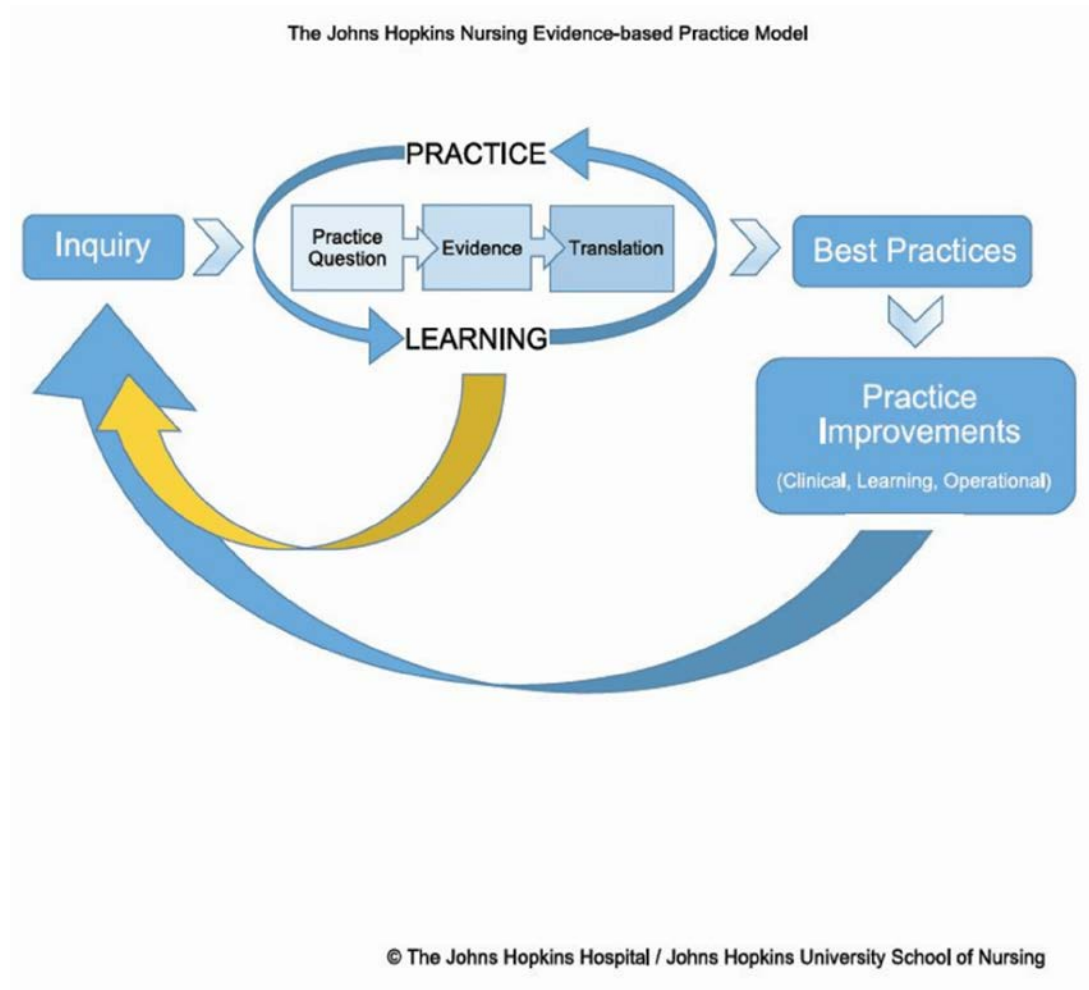 The Johns Hopkins Nursing Evidence-based Practice Model
PRACTICE
Inquiry
Practice
Question
Evidence
Translation
LEARNING
Best Practices
Practice
Improvements
(Clinical, Learning, Operational)
© The Johns Hopkins Hospital / Johns Hopkins University School of Nursing